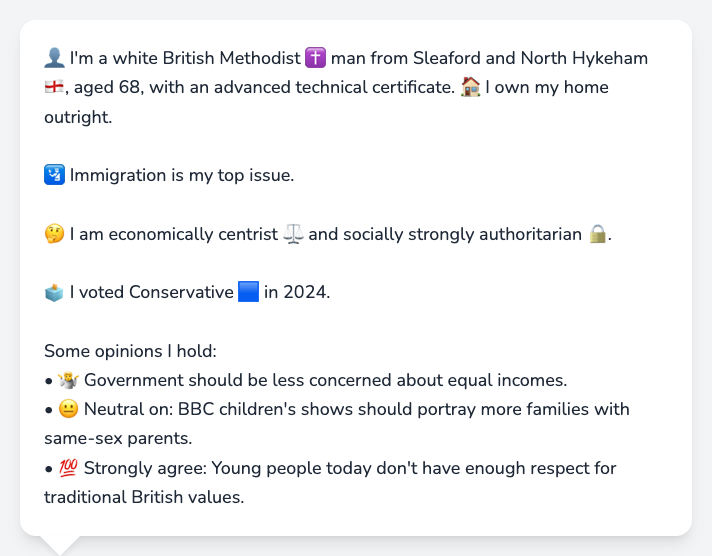 👤 I'm a white British Methodist ✝️ man from Sleaford and North Hykeham
🏴󠁧󠁢󠁥󠁮󠁧󠁿, aged 68, with an advanced technical certificate. 🏠 I own my home
outright.
🛂 Immigration is my top issue.
🤔 I am economically centrist ⚖️ and socially strongly authoritarian 🔒.
🗳️ I voted Conservative 🟦 in 2024.
Some opinions I hold:
• 🤷 Government should be less concerned about equal incomes.
• 😐 Neutral on: BBC children's shows should portray more families with
same-sex parents.
• 💯 Strongly agree: Young people today don't have enough respect for
traditional British values.